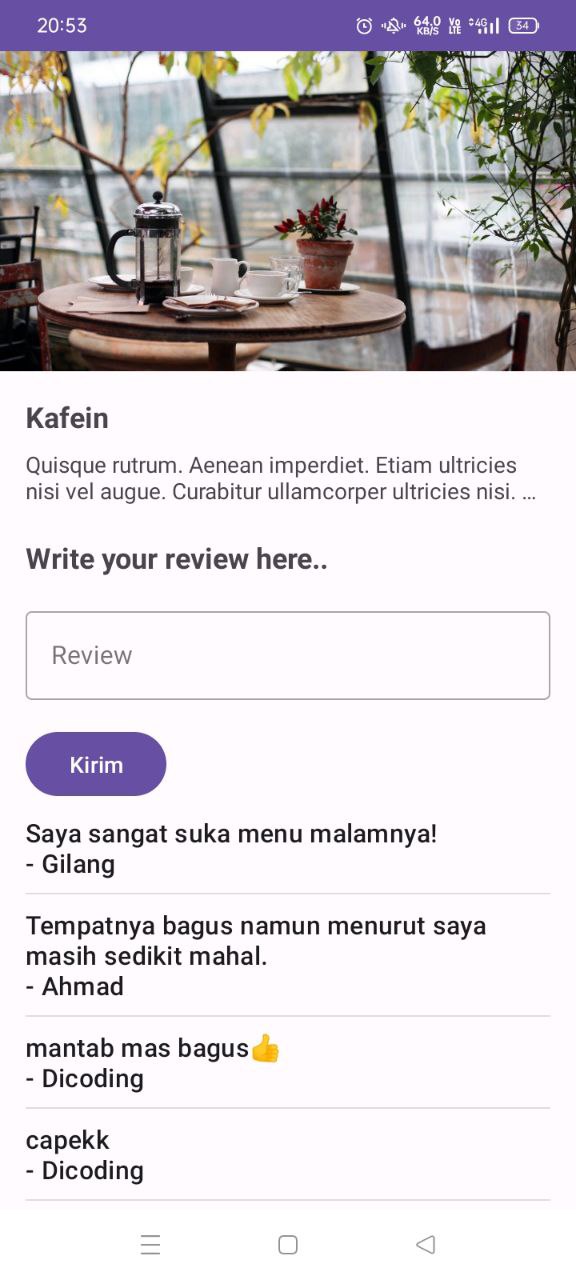 20:53
64.0
KB/S
Vo
LTE
4G
34
Kafein
Quisque rutrum. Aenean imperdiet. Etiam ultricies
nisi vel augue. Curabitur ullamcorper ultricies nisi. ...
Write your review here..
Review
Kirim
Saya sangat suka menu malamnya!
- Gilang
Tempatnya bagus namun menurut saya
masih sedikit mahal.
- Ahmad
mantab mas bagus👍
- Dicoding
capekk
- Dicoding